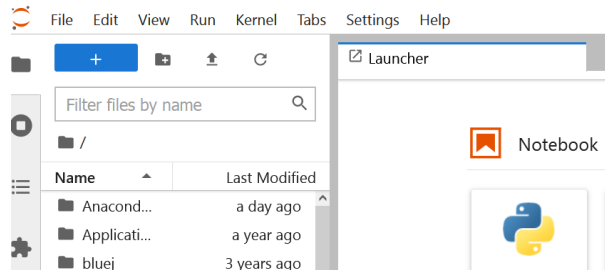 File Edit View Run Kernel Tabs Settings Help
+
Launcher
Filter files by name
/
Notebook
Name Last Modified
Anacond... a day ago
Applicati... a year ago
bluej 3 years ago